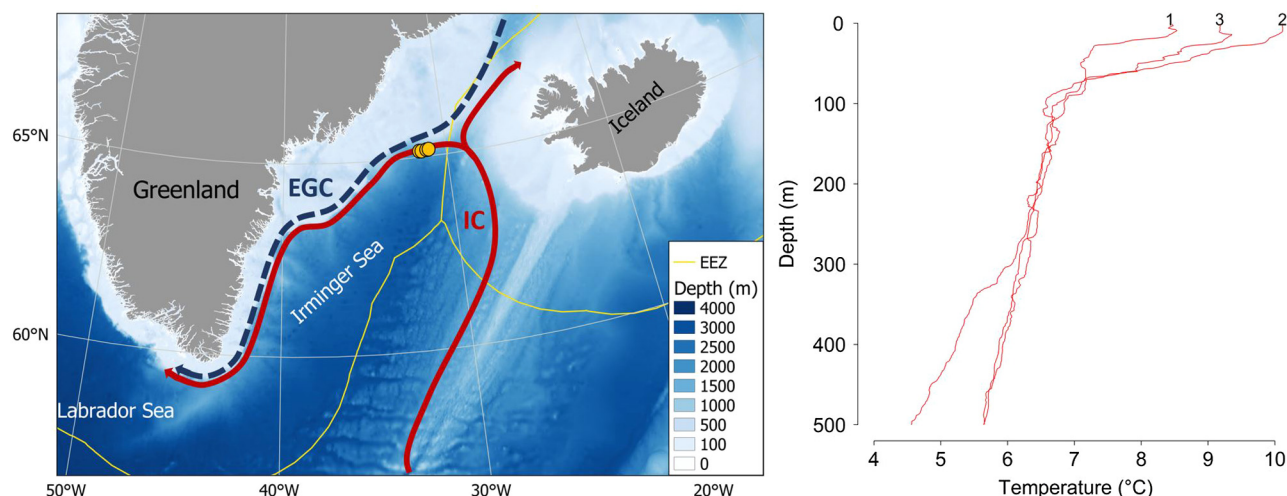 65°N
60°N
50°W
40°W
30°W
20°W
Greenland
Iceland
EGC
IC
Irminger Sea
Labrador Sea
EEZ
Depth (m)
4000
3000
2500
2000
1500
1000
500
100
0
1 3 2
Depth (m)
0
100
200
300
400
500
4 5 6 7 8 9 10
Temperature (°C)